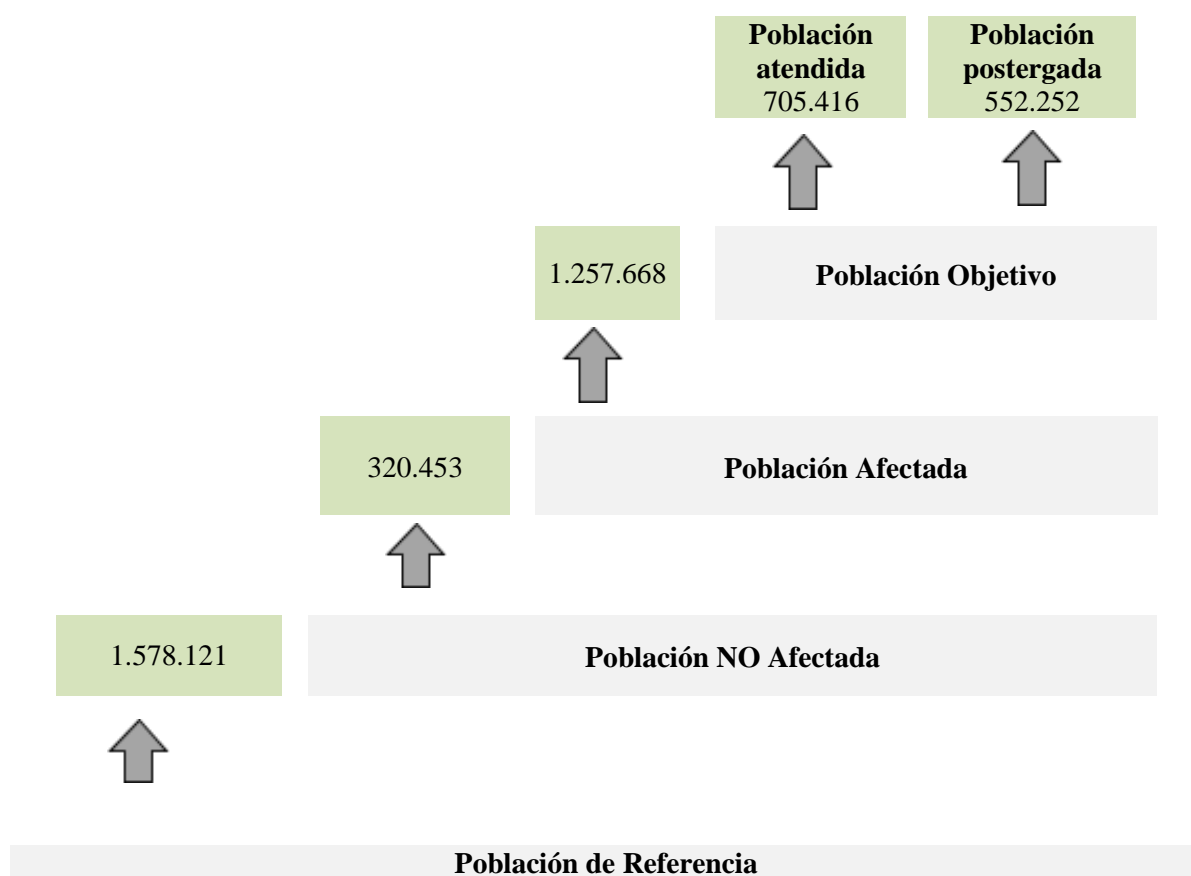 Población
atendida
705.416
Población
postergada
552.252
1.257.668
Población Objetivo
320.453
Población Afectada
1.578.121
Población NO Afectada
Población de Referencia